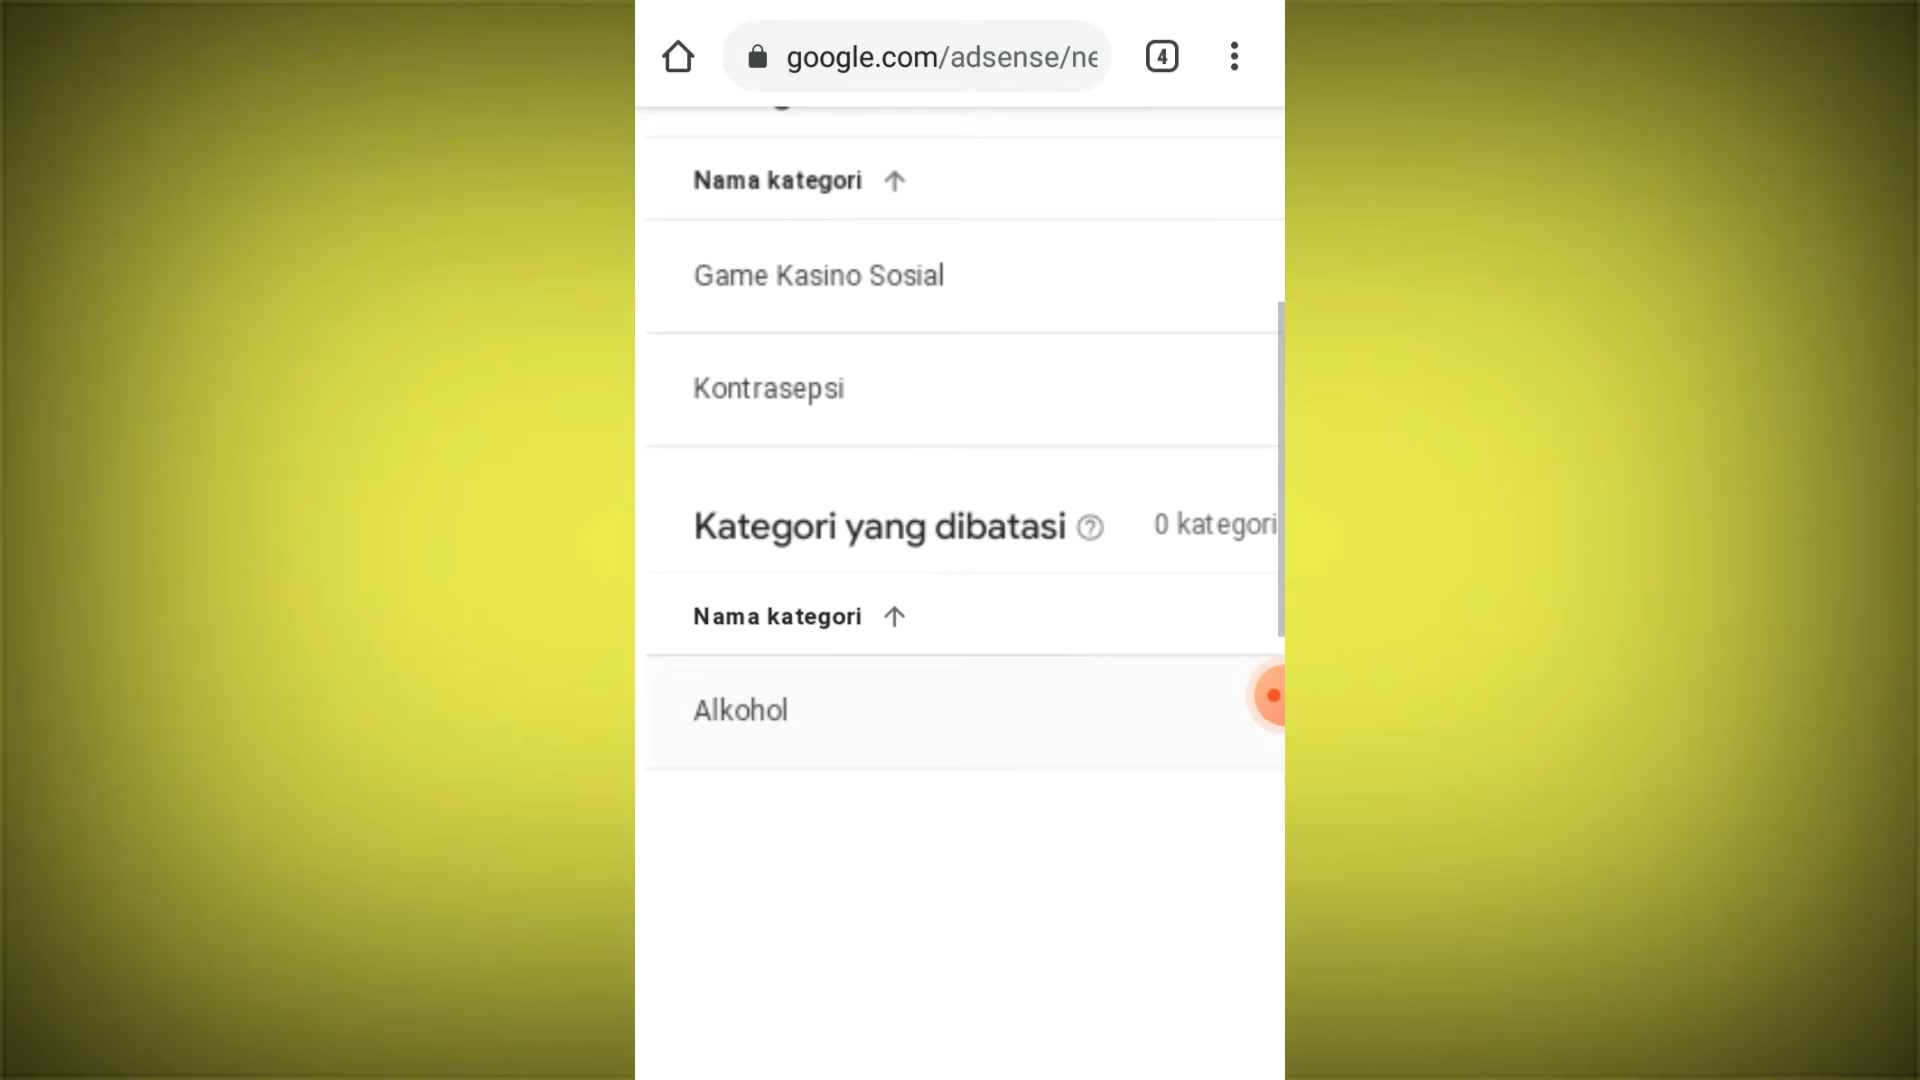 google.com/adsense/ne
4
Nama kategori
Game Kasino Sosial
Kontrasepsi
Kategori yang dibatasi 0 kategori
Nama kategori
Alkohol